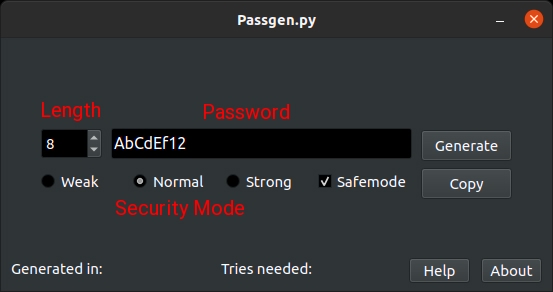 Passgen.py
Length
Password
8
AbCdEf12
Generate
Weak
Normal
Strong
Safemode
Copy
Security Mode
Generated in:
Tries needed:
Help
About